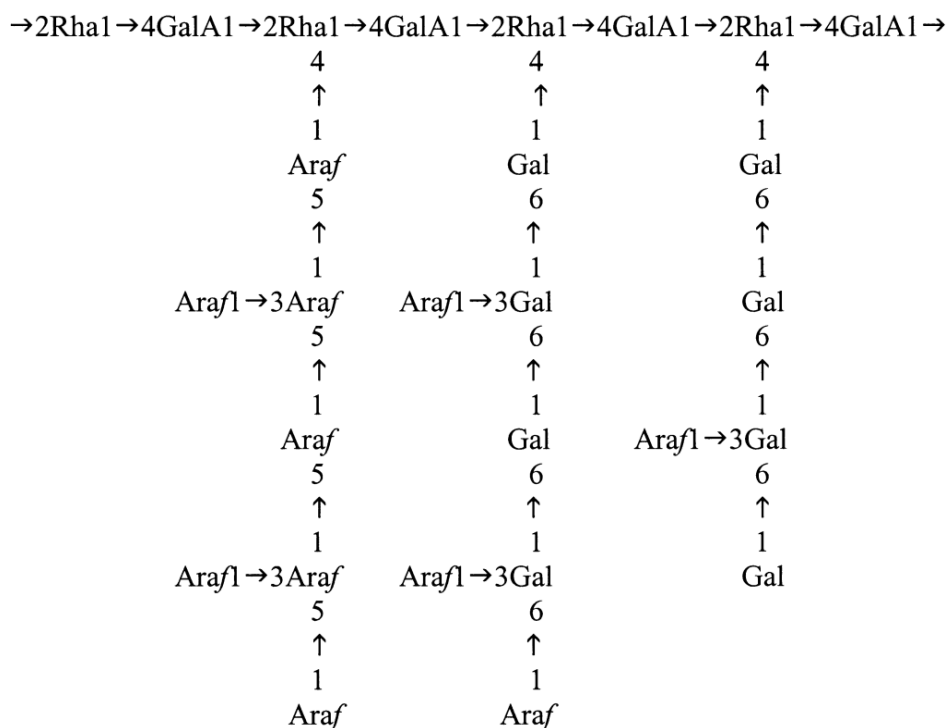 →2Rha1→4GalA1→2Rha1→4GalA1→2Rha1→4GalA1→2Rha1→4GalA1→
4 4 4
↑ ↑ ↑
1 1 1
Araf Gal Gal
5 6 6
↑ ↑ ↑
1 1 1
Araf1→3Araf Araf1→3Gal Gal
5 6 6
↑ ↑ ↑
1 1 1
Araf Gal Araf1→3Gal
5 6 6
↑ ↑ ↑
1 1 1
Araf1→3Araf Araf1→3Gal Gal
5 6
↑ ↑
1 1
Araf Araf